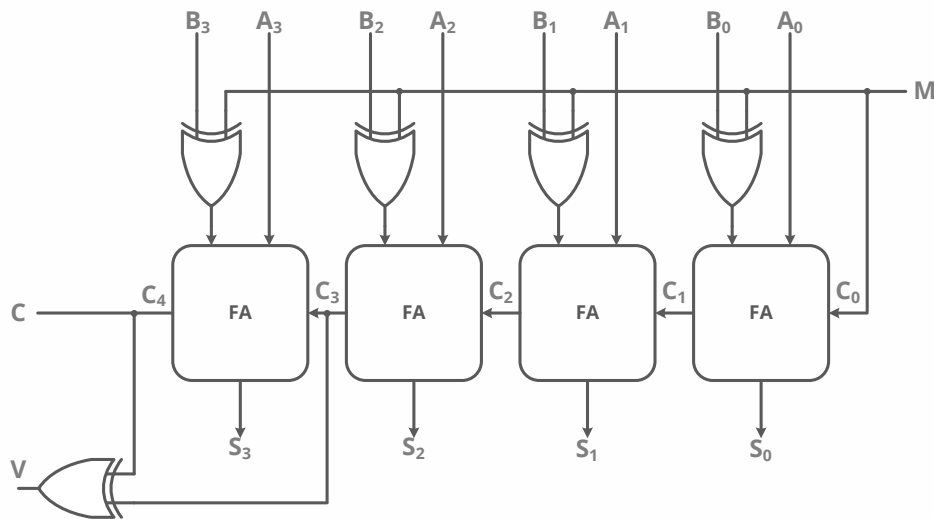 B₃ A₃ B₂ A₂ B₁ A₁ B₀ A₀
M
C₄ C₃ C₂ C₁ C₀
C FA FA FA FA
S₃ S₂ S₁ S₀
V